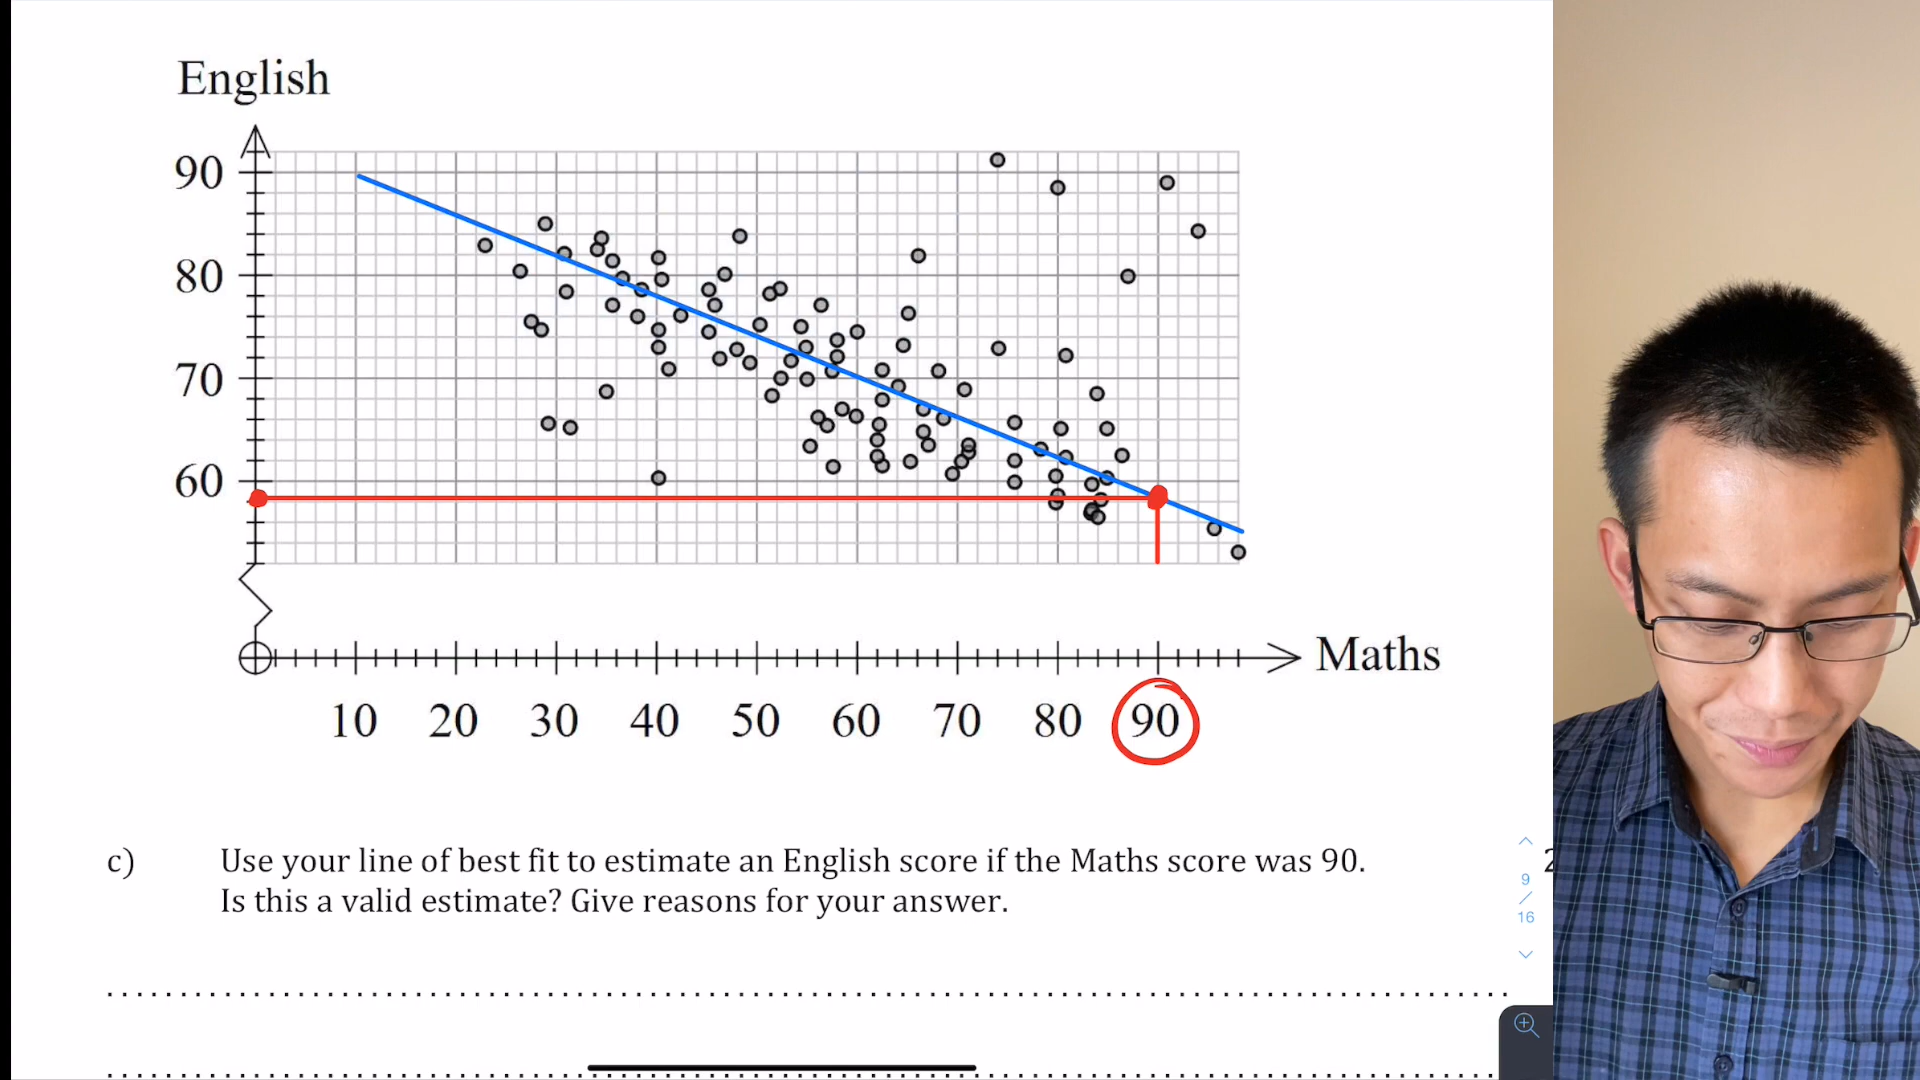 English
90
80
70
60
Maths
10 20 30 40 50 60 70 80 90
c) Use your line of best fit to estimate an English score if the Maths score was 90. 2
Is this a valid estimate? Give reasons for your answer.
9
/
16